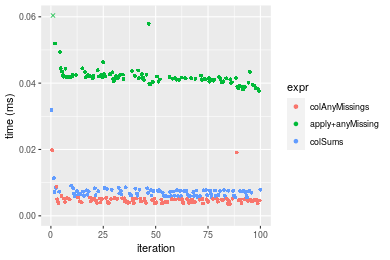 0.06
0.04
0.02
0.00
time (ms)
0
25
50
75
100
iteration
expr
colAnyMissings
apply+anyMissing
colSums